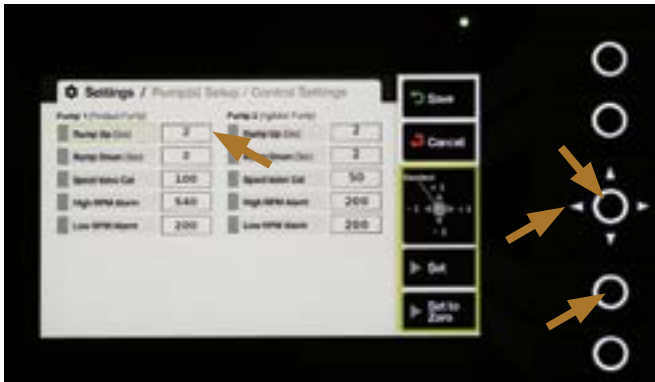 Settings / Pump(s) Setup / Control Settings
Save
Pump 1 (Product Pump)
Pump 2 (Agitator Pump)
Ramp Up (Sec) 2
Ramp Up (Sec) 2
Cancel
Ramp Down (Sec)
Ramp Down (Sec) 2
Speed Valve Cal 100
Speed Valve Cal 50
High RPM Alarm 540
High RPM Alarm 200
Low RPM Alarm 200
Low RPM Alarm 200
Set
Set to
Zero